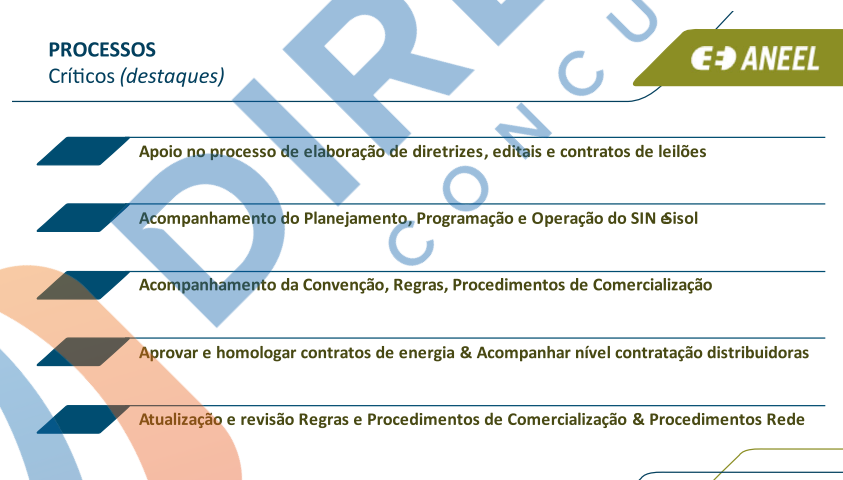 PROCESSOS
Críticos (destaques)
ANEEL
Apoio no processo de elaboração de diretrizes, editais e contratos de leilões
Acompanhamento do Planejamento, Programação e Operação do SIN e Sisol
Acompanhamento da Convenção, Regras, Procedimentos de Comercialização
Aprovar e homologar contratos de energia & Acompanhar nível contratação distribuidoras
Atualização e revisão Regras e Procedimentos de Comercialização & Procedimentos Rede
DIRE
CONCU